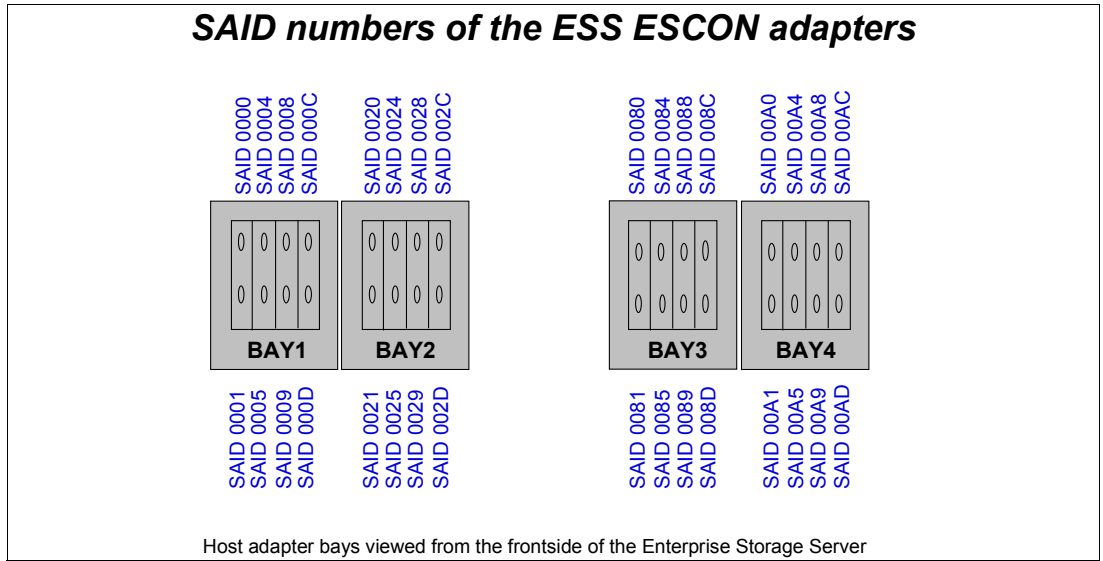 SAID numbers of the ESS ESCON adapters
SAID 0000
SAID 0004
SAID 0008
SAID 000C
SAID 0020
SAID 0024
SAID 0028
SAID 002C
SAID 0080
SAID 0084
SAID 0088
SAID 008C
SAID 00A0
SAID 00A4
SAID 00A8
SAID 00AC
BAY1
BAY2
BAY3
BAY4
SAID 0001
SAID 0005
SAID 0009
SAID 000D
SAID 0021
SAID 0025
SAID 0029
SAID 002D
SAID 0081
SAID 0085
SAID 0089
SAID 008D
SAID 00A1
SAID 00A5
SAID 00A9
SAID 00AD
Host adapter bays viewed from the frontside of the Enterprise Storage Server